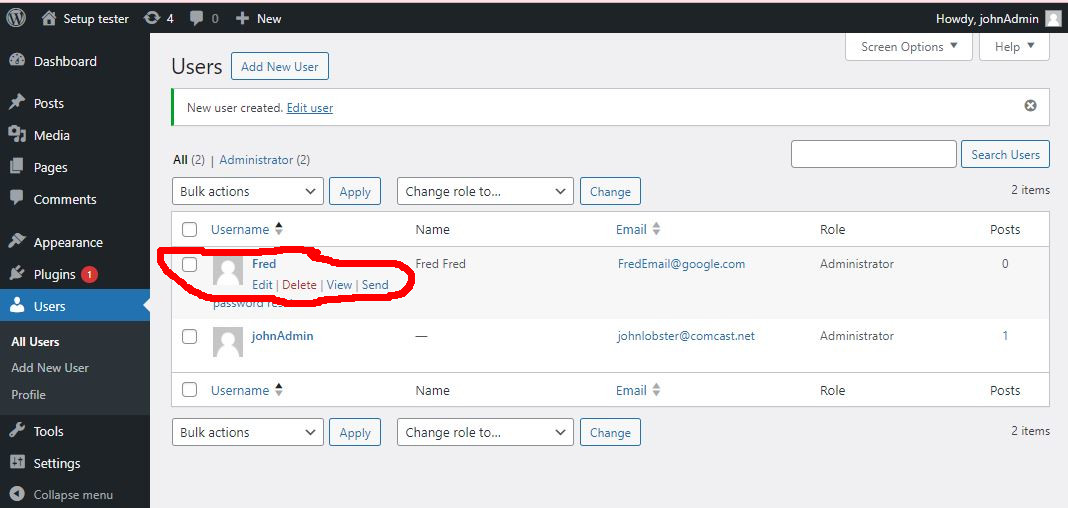 Setup tester 4 0 + New Howdy, johnAdmin
Dashboard
Posts
Media
Pages
Comments
Appearance
Plugins 1
Users
All Users
Add New User
Profile
Tools
Settings
Collapse menu
Screen Options Help
Users Add New User
New user created. Edit user
All (2) | Administrator (2)
Search Users
Bulk actions Apply Change role to... Change
2 items
Username Name Email Role Posts
Fred Fred Fred FredEmail@google.com Administrator 0
Edit | Delete | View | Send
password
johnAdmin — johnlobster@comcast.net Administrator 1
Username Name Email Role Posts
Bulk actions Apply Change role to... Change
2 items